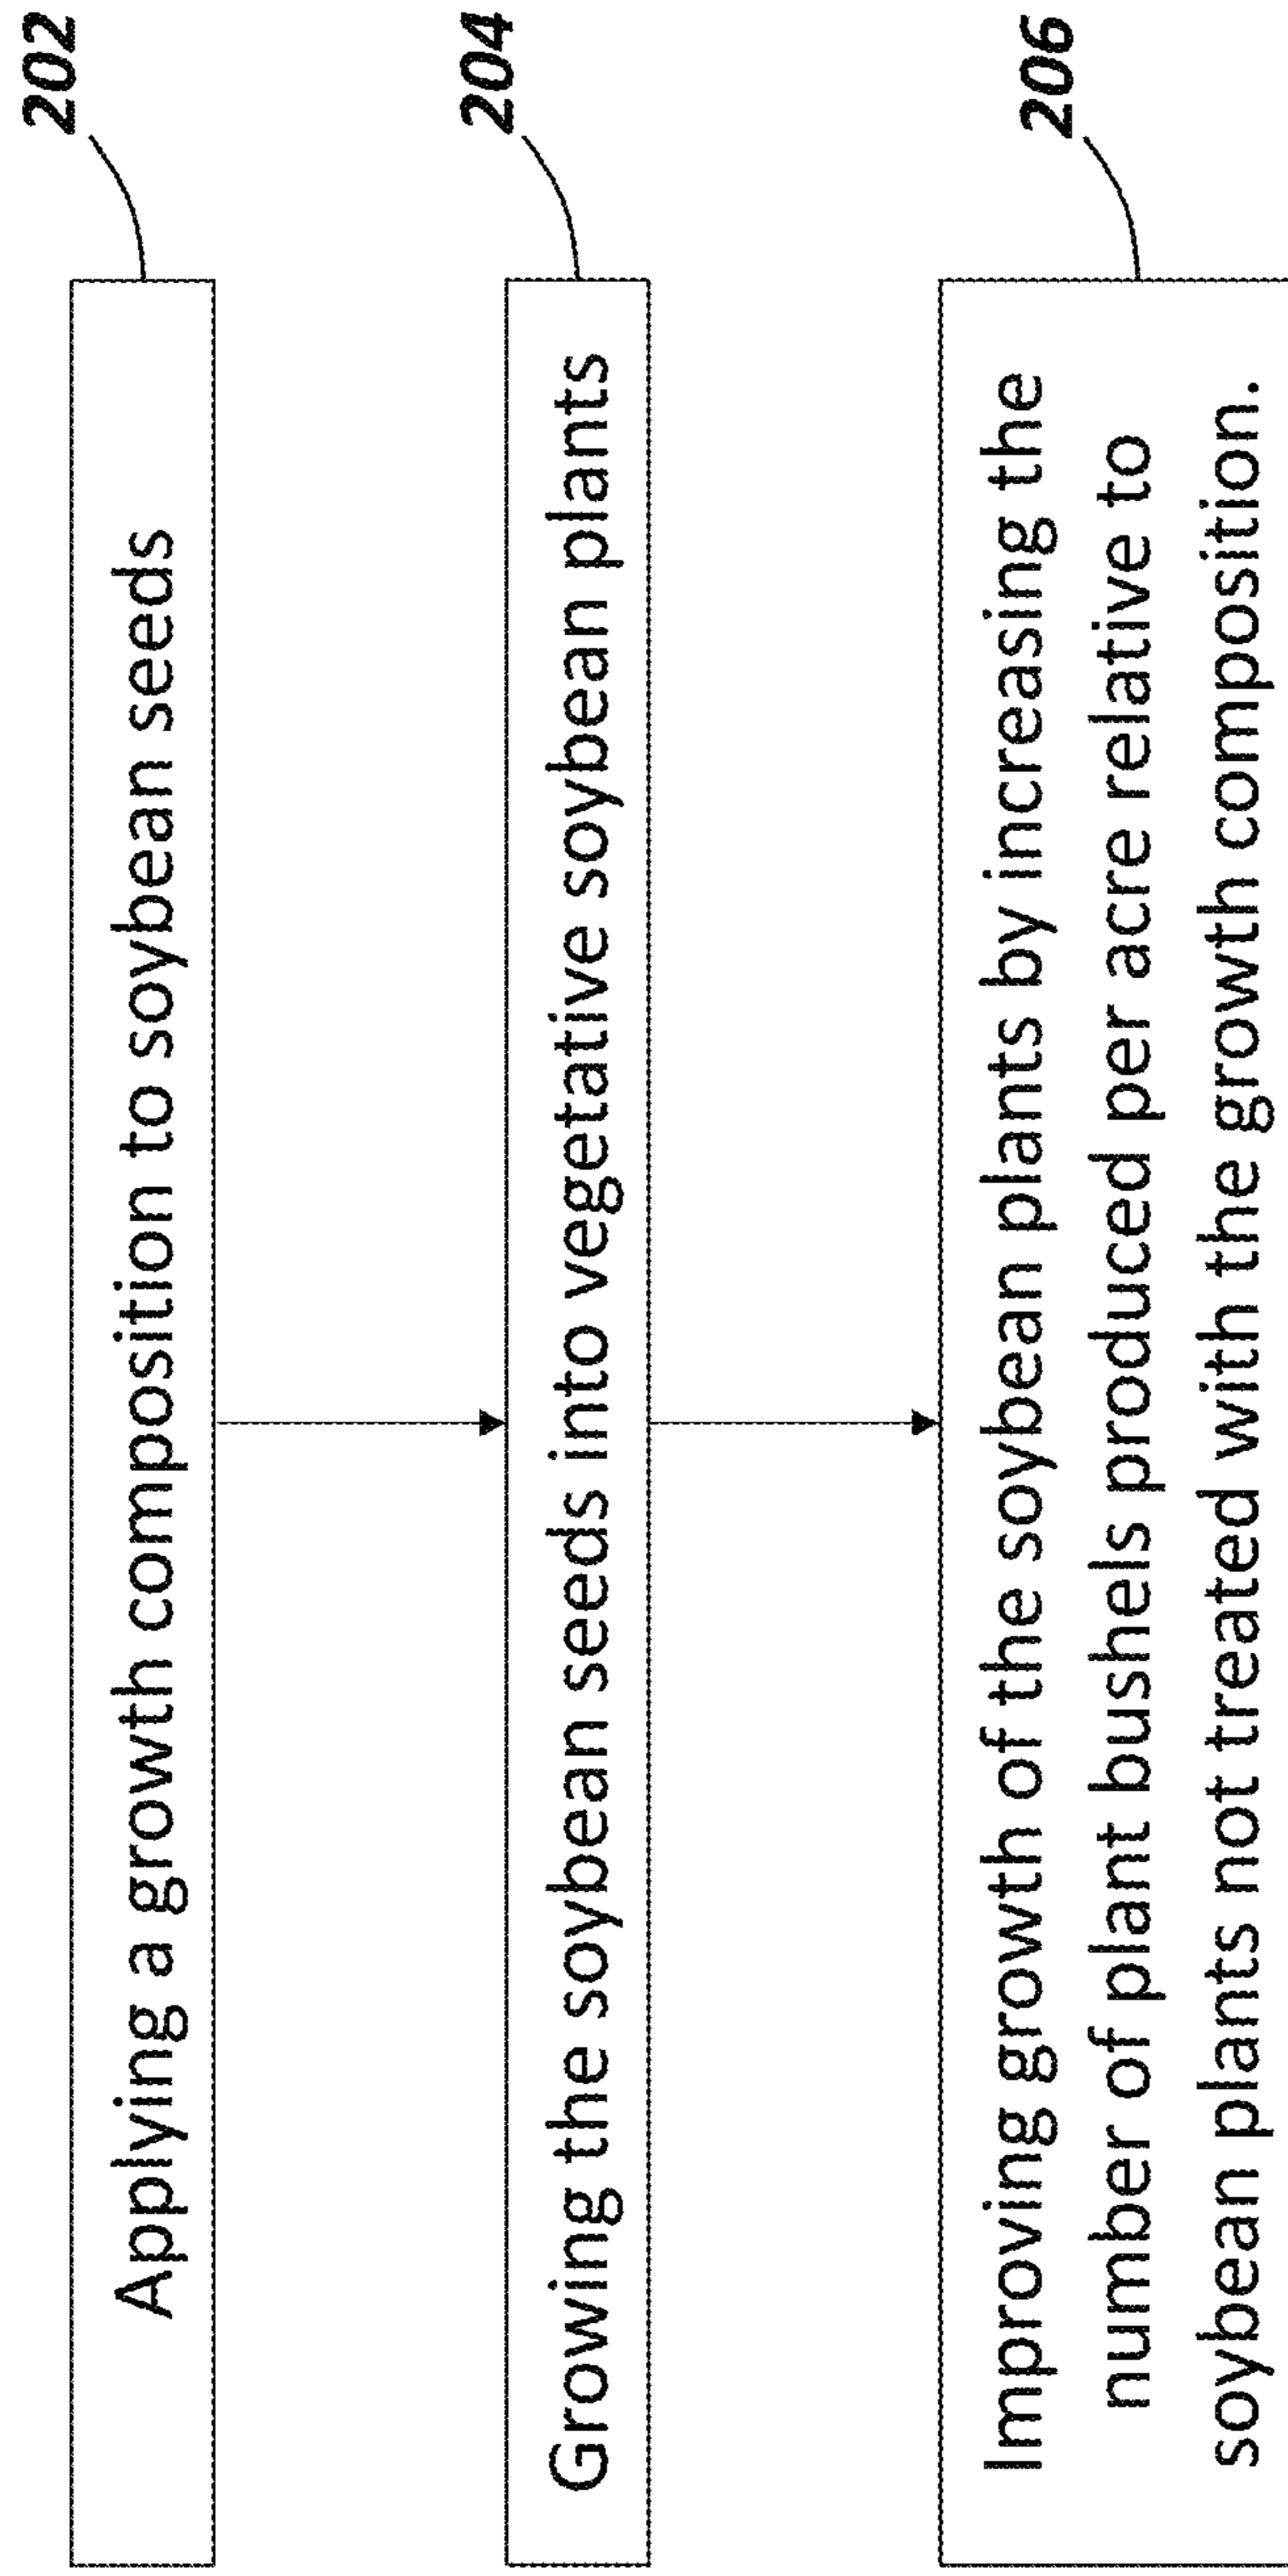 202
Applying a growth composition to soybean seeds
204
Growing the soybean seeds into vegetative soybean plants
206
Improving growth of the soybean plants by increasing the
number of plant bushels produced per acre relative to
soybean plants not treated with the growth composition.